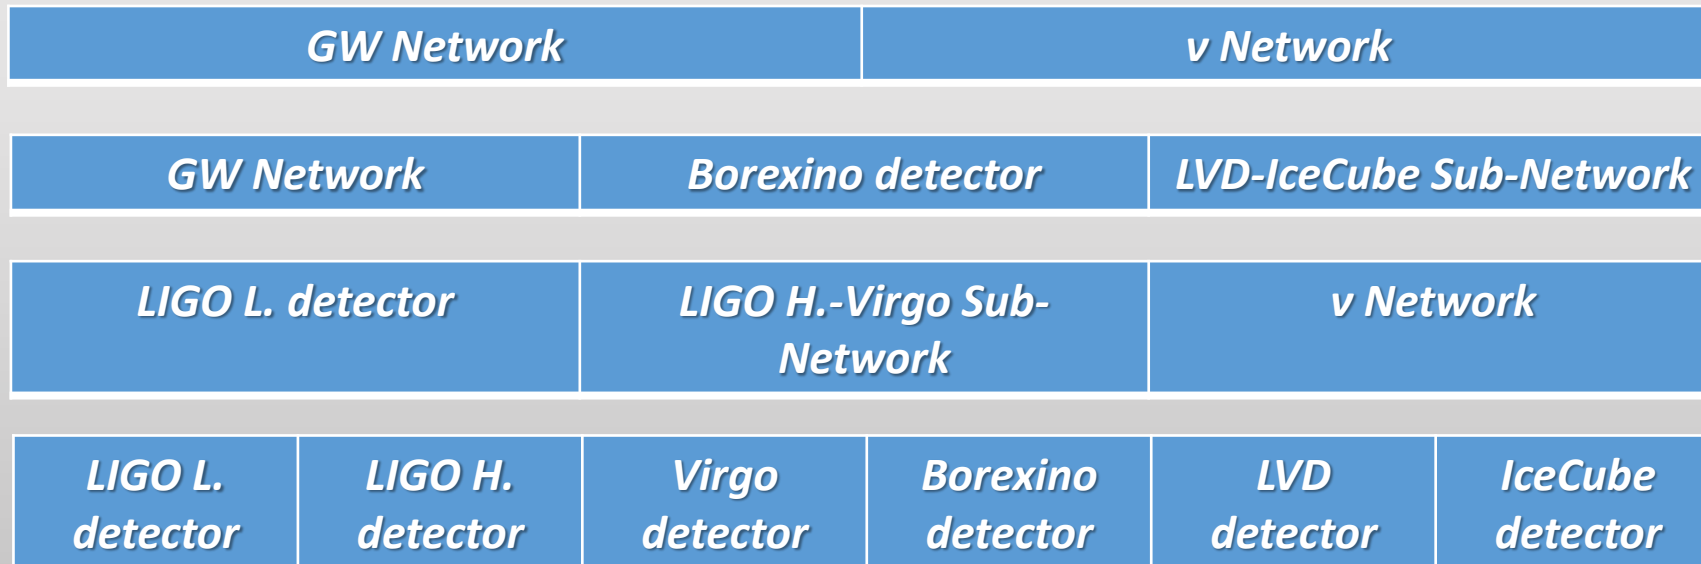 GW Network ν Network
GW Network Borexino detector LVD-IceCube Sub-Network
LIGO L. detector LIGO H.-Virgo Sub- ν Network
Network
LIGO L. LIGO H. Virgo Borexino LVD IceCube
detector detector detector detector detector detector